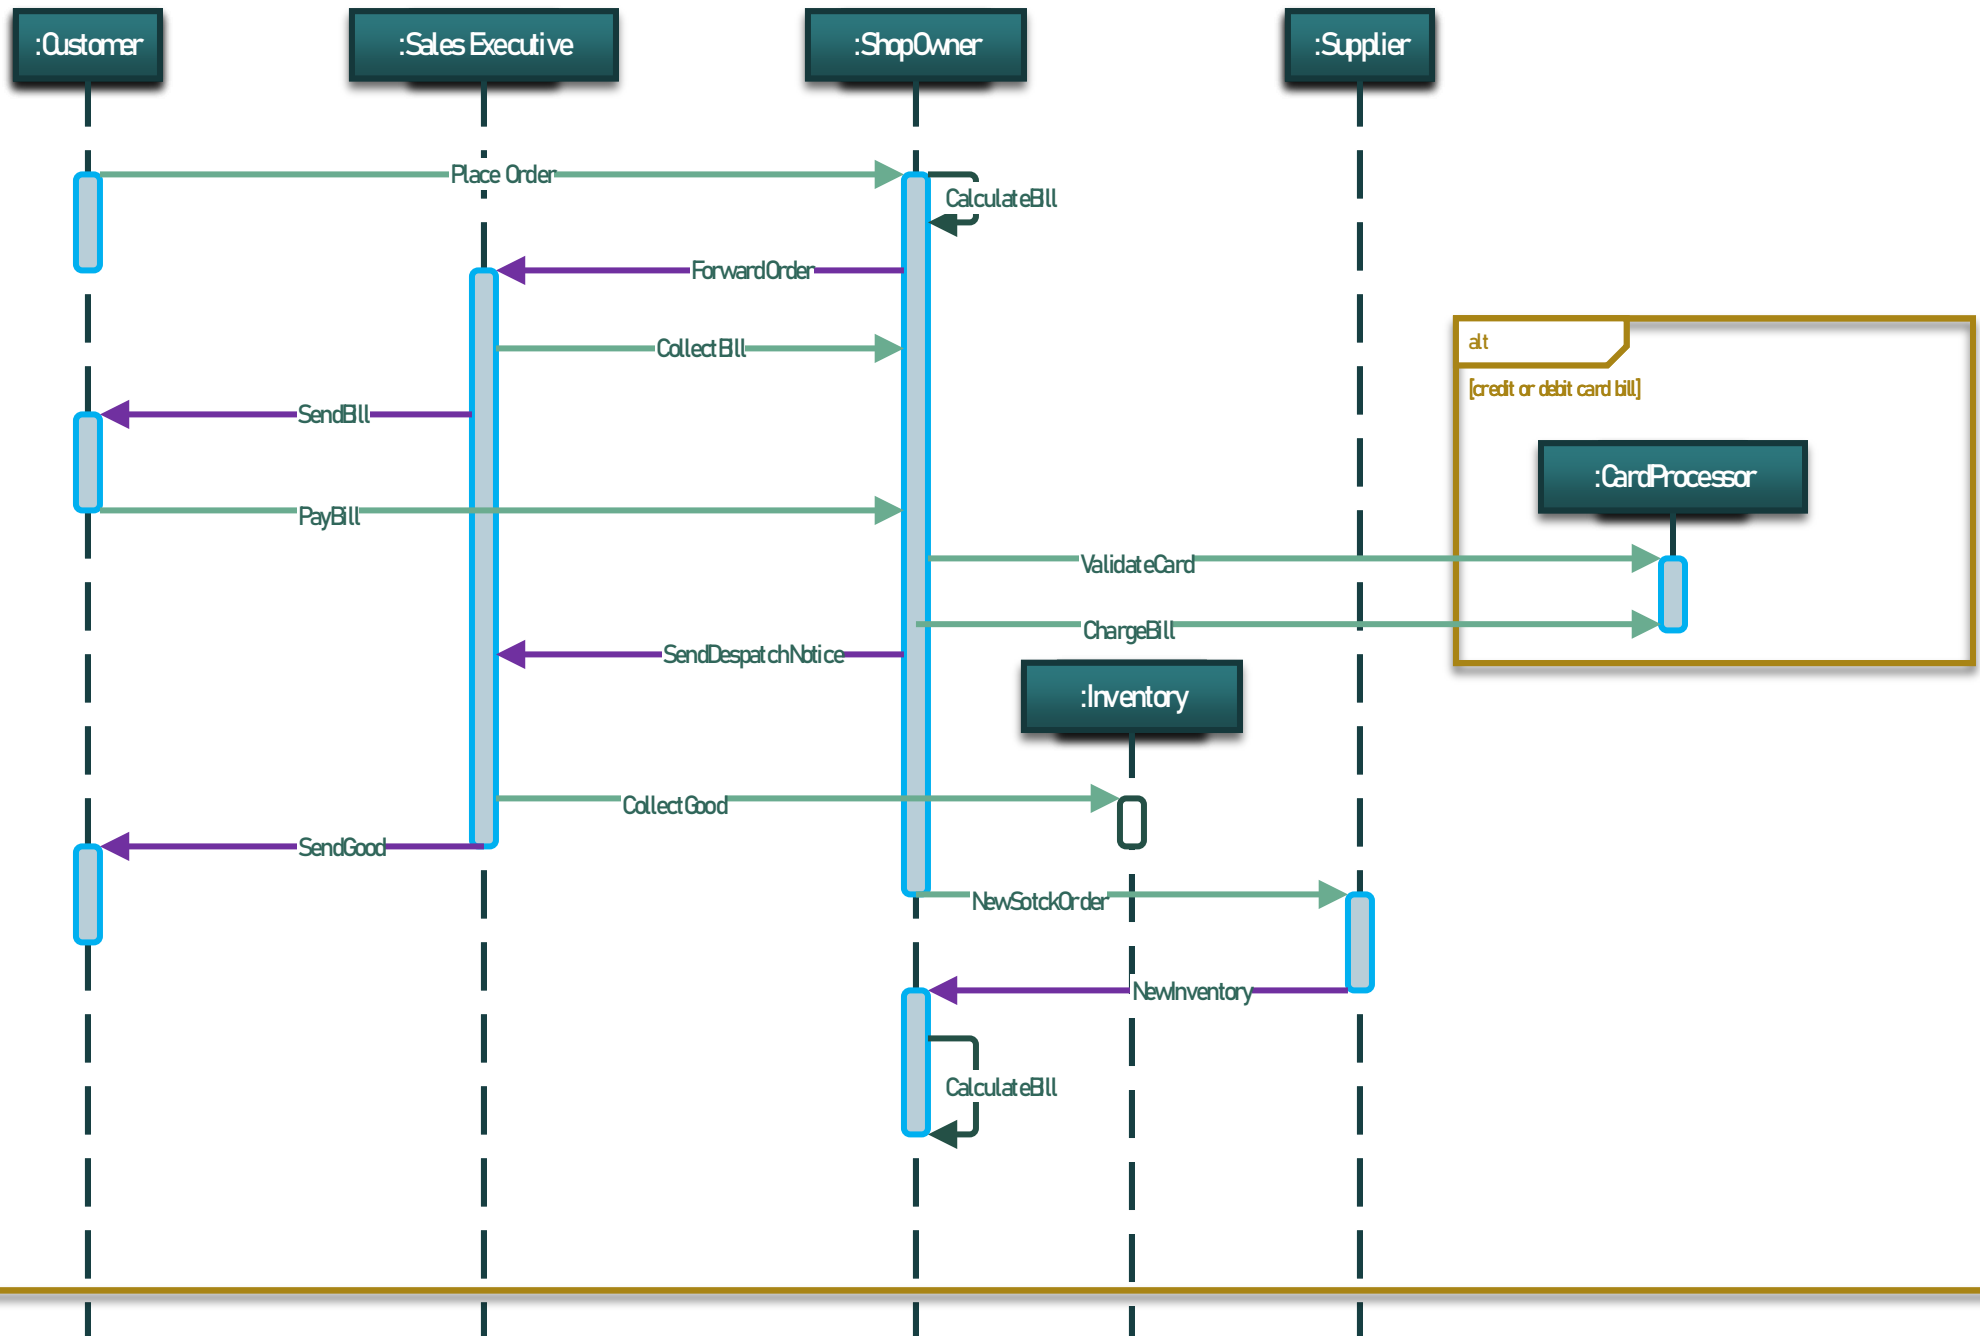 :Customer
:Sales Executive
:ShopOwner
:Supplier
Place Order
CalculateBill
ForwardOrder
CollectBill
alt
[credit or debit card bill]
SendBill
:CardProcessor
PayBill
ValidateCard
ChargeBill
SendDespatchNotice
:Inventory
CollectGood
SendGood
NewSotckOrder
NewInventory
CalculateBill